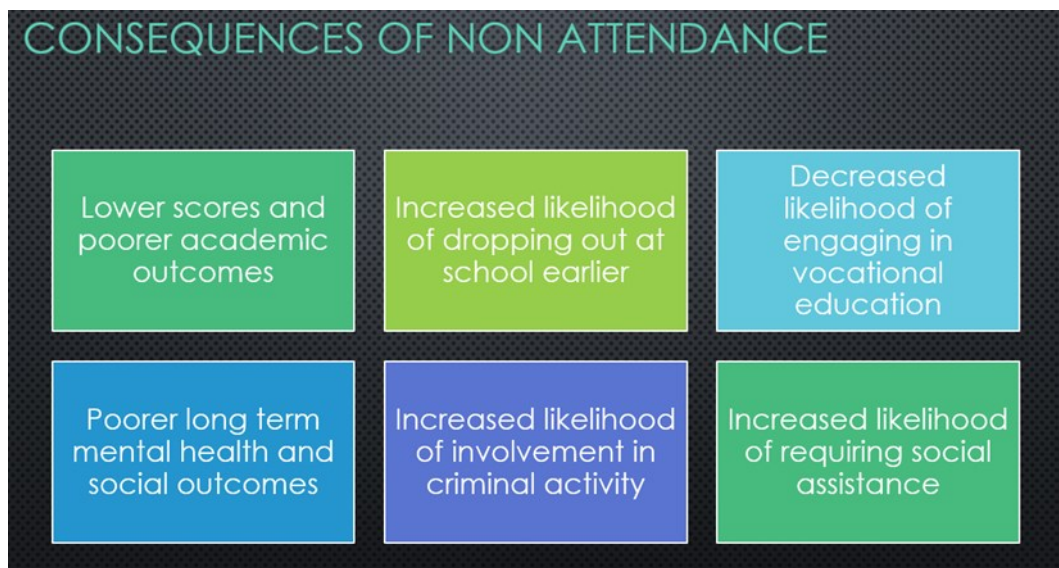 CONSEQUENCES OF NON ATTENDANCE
Lower scores and
poorer academic
outcomes
Increased likelihood
of dropping out at
school earlier
Decreased
likelihood of
engaging in
vocational
education
Poorer long term
mental health and
social outcomes
Increased likelihood
of involvement in
criminal activity
Increased likelihood
of requiring social
assistance